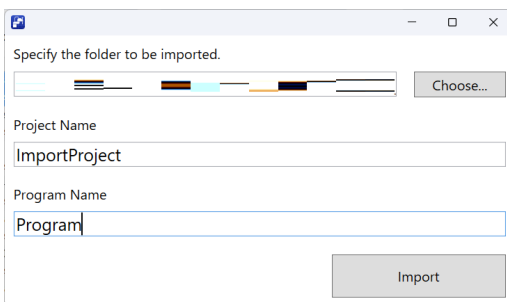 Specify the folder to be imported.
Choose...
Project Name
ImportProject
Program Name
Program
Import